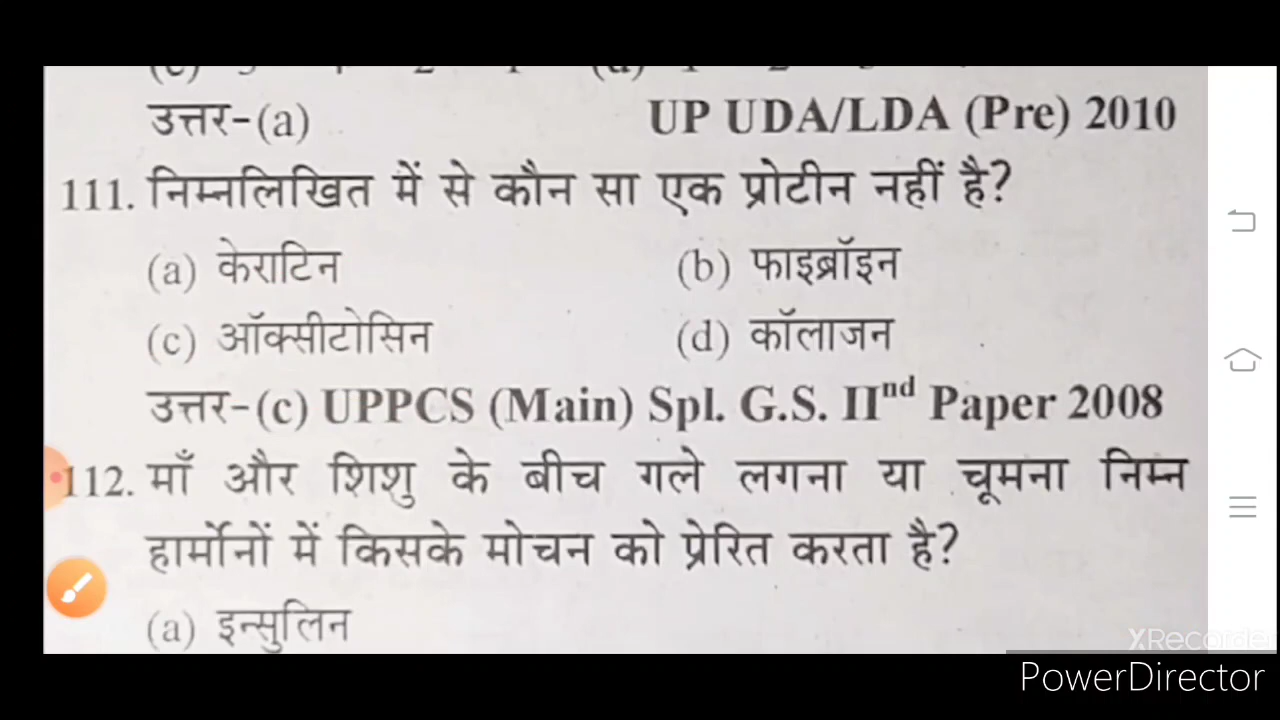 उत्तर-(a) UP UDA/LDA (Pre) 2010
111. निम्नलिखित में से कौन सा एक प्रोटीन नहीं है?
(a) केराटिन (b) फाइब्रॉइन
(c) ऑक्सीटोसिन (d) कॉलाजन
उत्तर-(c) UPPCS (Main) Spl. G.S. IInd Paper 2008
112. माँ और शिशु के बीच गले लगना या चूमना निम्न
हार्मोनों में किसके मोचन को प्रेरित करता है?
(a) इन्सुलिन
XRecorder
PowerDirector